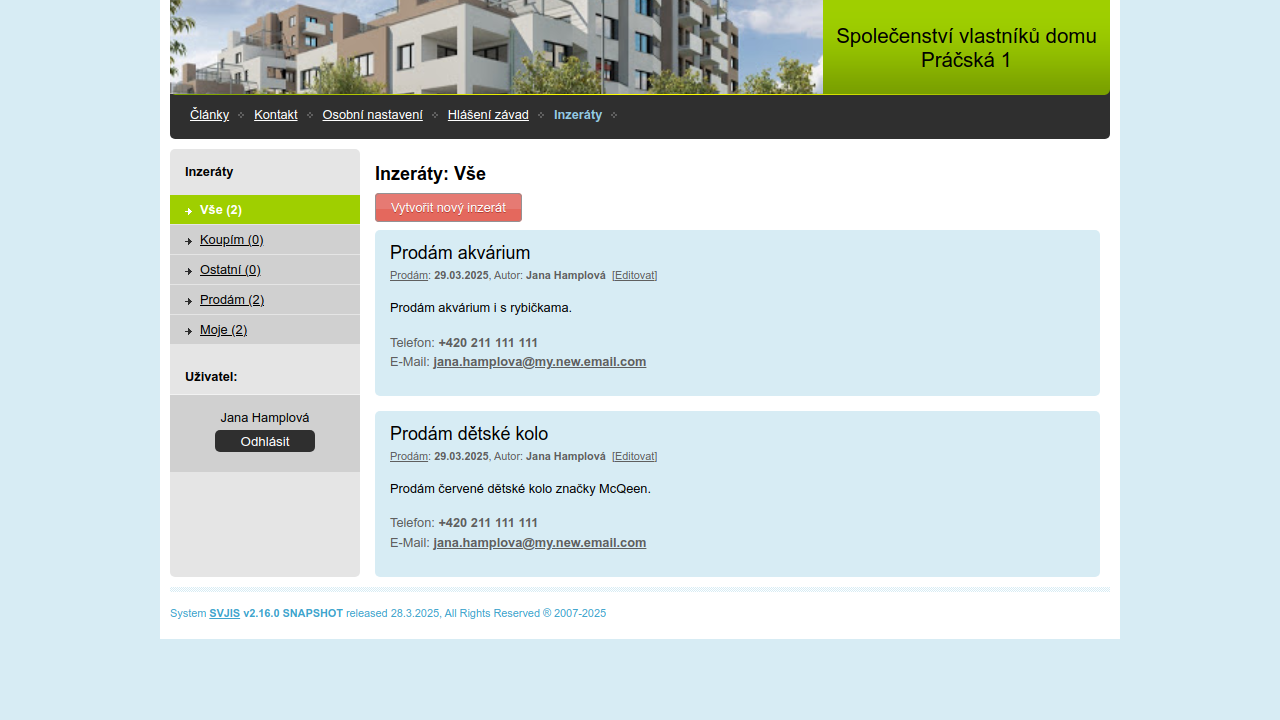 Společenství vlastníků domu
Práčská 1
Články
Kontakt
Osobní nastavení
Hlášení závad
Inzeráty
Inzeráty
Vše (2)
Koupím (0)
Ostatní (0)
Prodám (2)
Moje (2)
Uživatel:
Jana Hamplová
Odhlásit
Inzeráty: Vše
Vytvořit nový inzerát
Prodám akvárium
Prodám: 29.03.2025, Autor: Jana Hamplová [Editovat]
Prodám akvárium i s rybičkama.
Telefon: +420 211 111 111
E-Mail: jana.hamplova@my.new.email.com
Prodám dětské kolo
Prodám: 29.03.2025, Autor: Jana Hamplová [Editovat]
Prodám červené dětské kolo značky McQeen.
Telefon: +420 211 111 111
E-Mail: jana.hamplova@my.new.email.com
System SVJIS v2.16.0 SNAPSHOT released 28.3.2025, All Rights Reserved ® 2007-2025